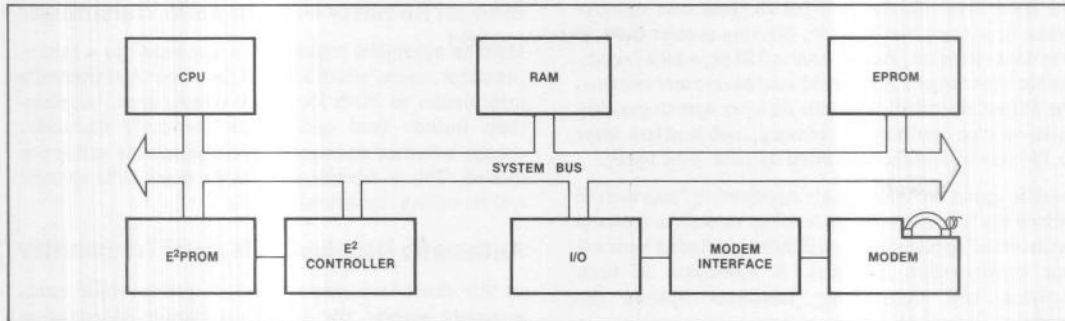 CPU
RAM
EPROM
SYSTEM BUS
E²PROM
E²
CONTROLLER
I/O
MODEM
INTERFACE
MODEM